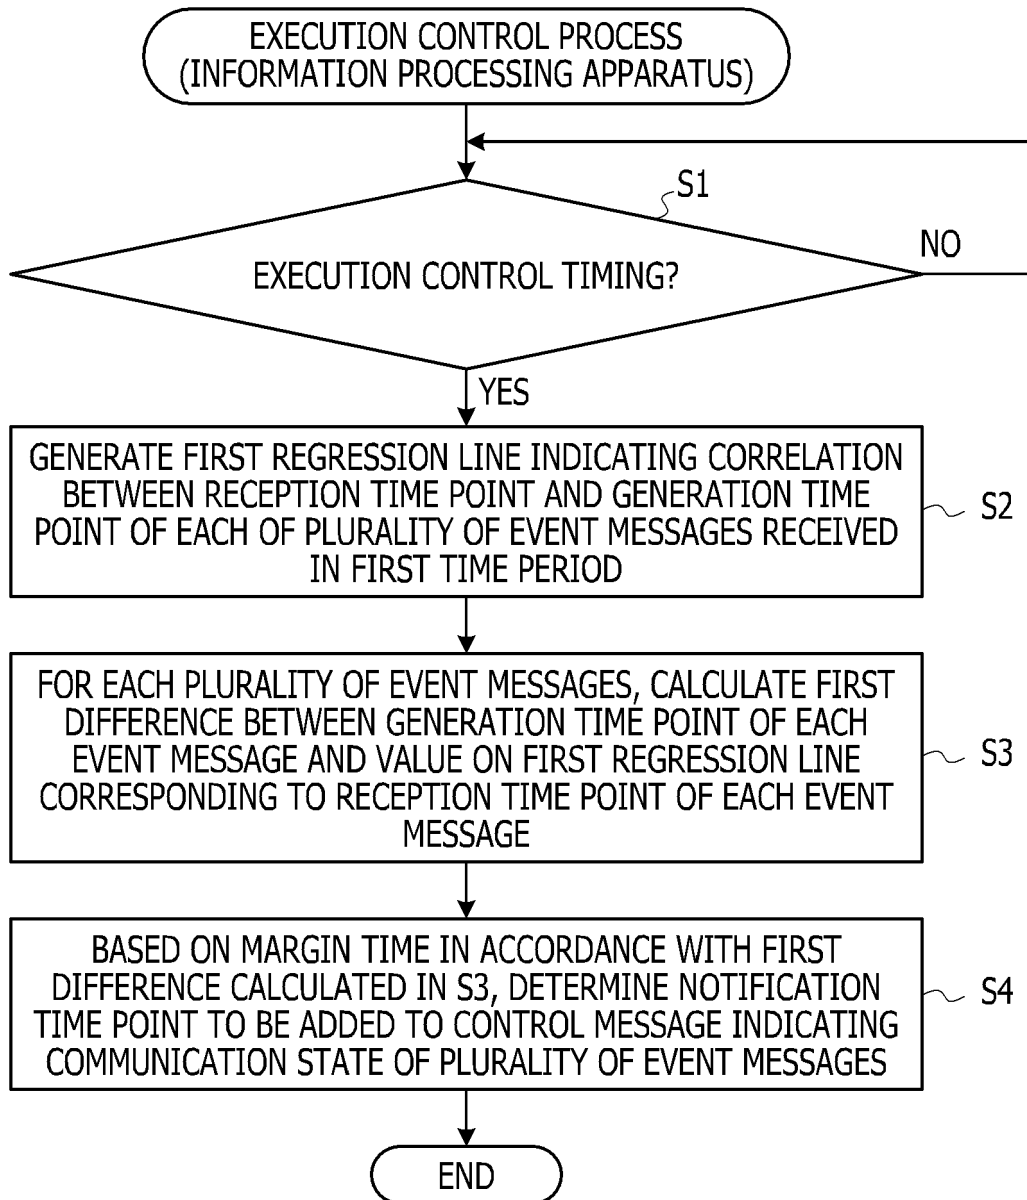 EXECUTION CONTROL PROCESS
(INFORMATION PROCESSING APPARATUS)
S1
NO
EXECUTION CONTROL TIMING?
YES
GENERATE FIRST REGRESSION LINE INDICATING CORRELATION
BETWEEN RECEPTION TIME POINT AND GENERATION TIME
POINT OF EACH OF PLURALITY OF EVENT MESSAGES RECEIVED
IN FIRST TIME PERIOD
S2
FOR EACH PLURALITY OF EVENT MESSAGES, CALCULATE FIRST
DIFFERENCE BETWEEN GENERATION TIME POINT OF EACH
EVENT MESSAGE AND VALUE ON FIRST REGRESSION LINE
CORRESPONDING TO RECEPTION TIME POINT OF EACH EVENT
MESSAGE
S3
BASED ON MARGIN TIME IN ACCORDANCE WITH FIRST
DIFFERENCE CALCULATED IN S3, DETERMINE NOTIFICATION
TIME POINT TO BE ADDED TO CONTROL MESSAGE INDICATING
COMMUNICATION STATE OF PLURALITY OF EVENT MESSAGES
S4
END